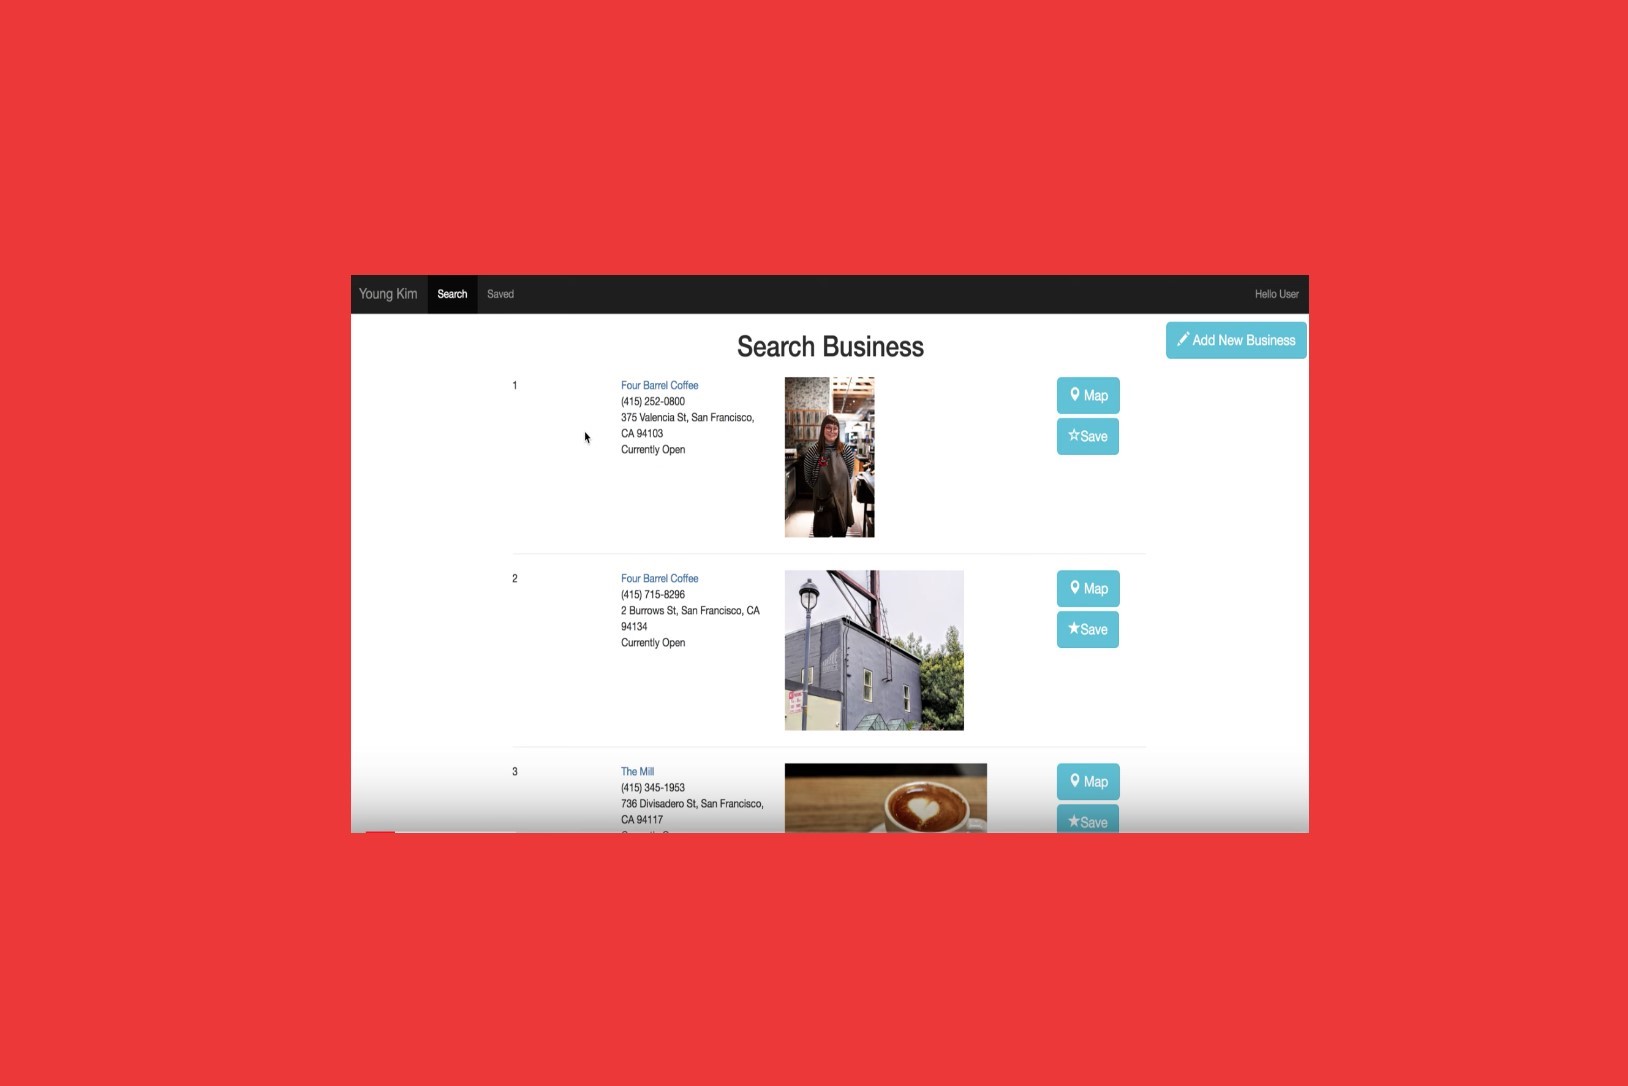 Young Kim
Search
Saved
Hello User
Search Business
Add New Business
1
Four Barrel Coffee
(415) 252-0800
375 Valencia St, San Francisco,
CA 94103
Currently Open
Map
Save
2
Four Barrel Coffee
(415) 715-8296
2 Burrows St, San Francisco, CA
94134
Currently Open
Map
Save
3
The Mill
(415) 345-1953
736 Divisadero St, San Francisco,
CA 94117
Map
Save